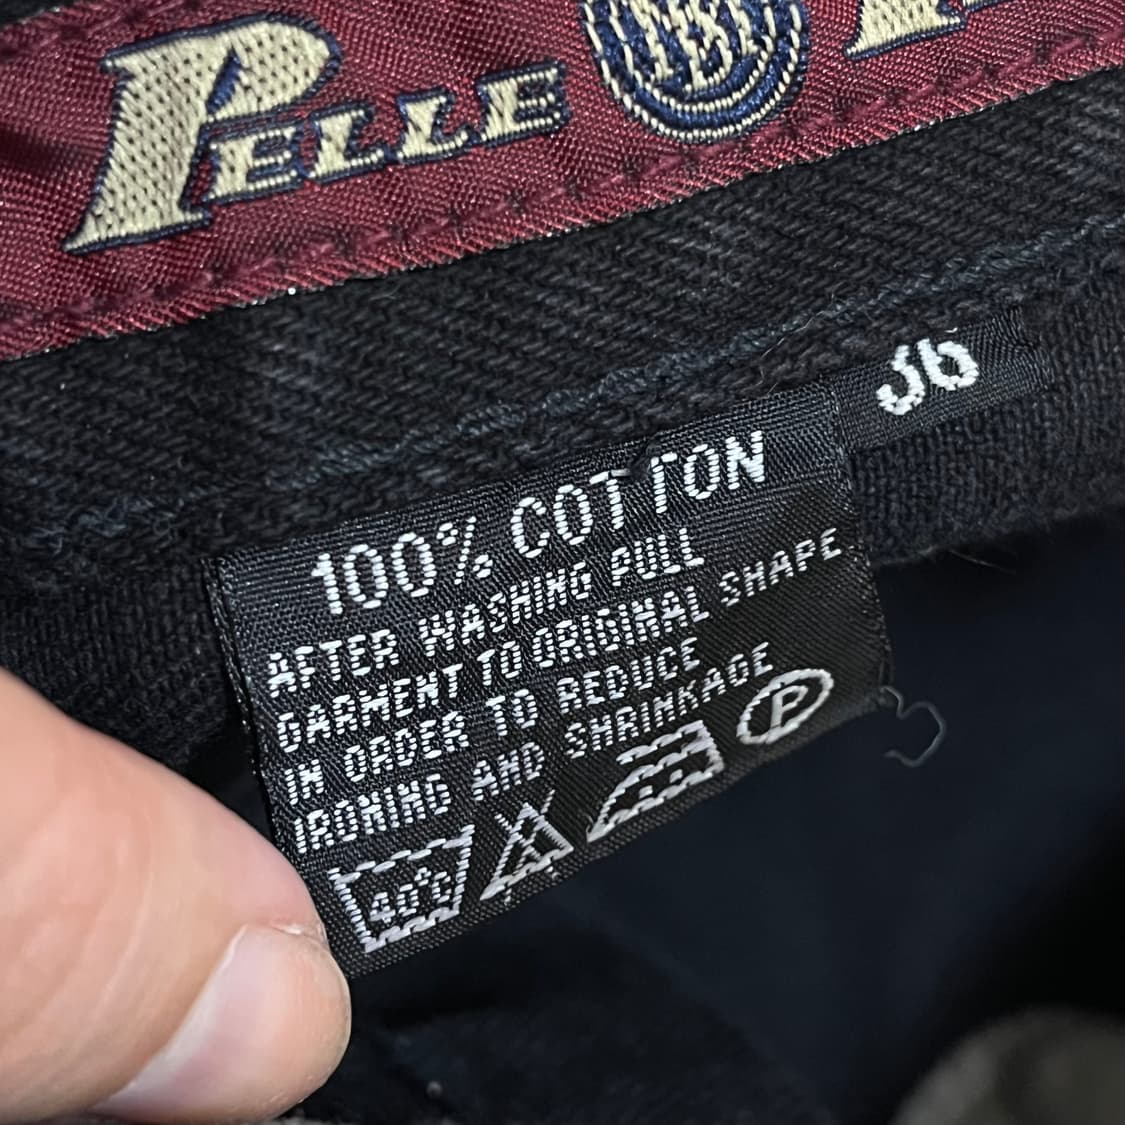 PELLE
36
100% COTTON
AFTER WASHING PULL
GARMENT TO ORIGINAL SHAPE
IN ORDER TO REDUCE
IRONING AND SHRINKAGE
40°C P